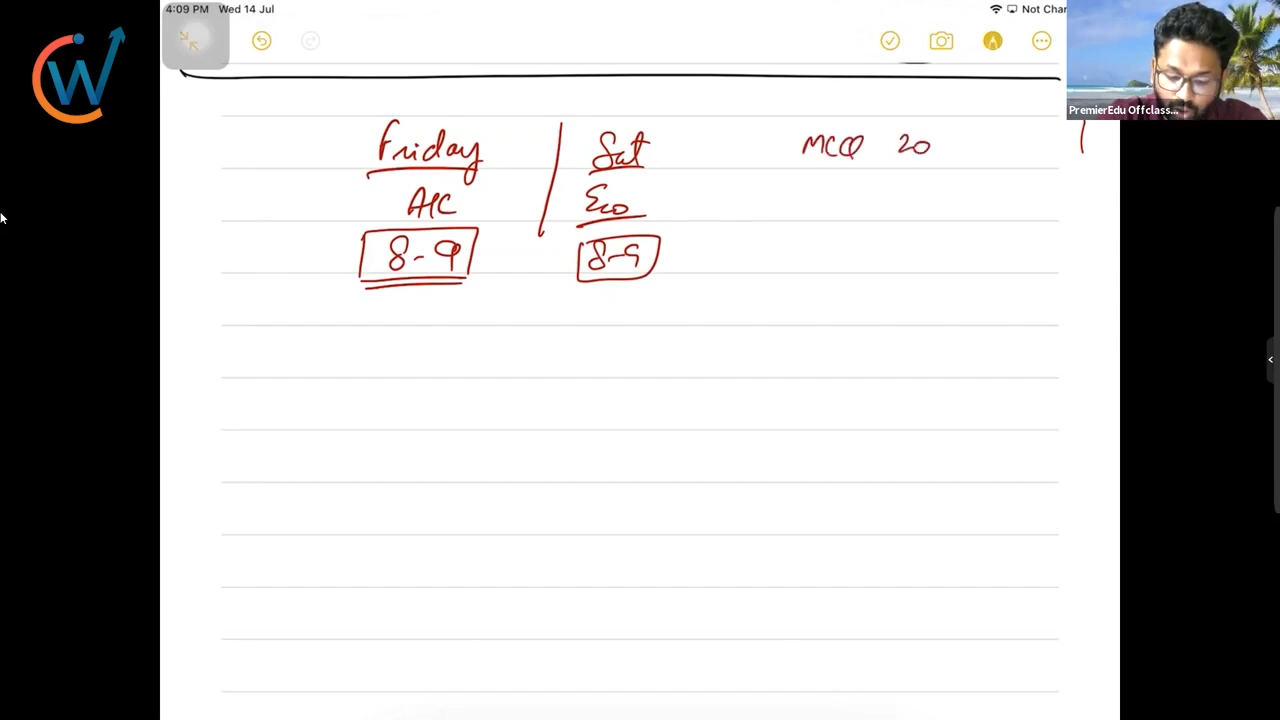 4:09 PM Wed 14 Jul
Not Char
W
PremierEdu Offclass...
Friday
Sat
MCQ 20
A/C
Eco
8-9
8-9